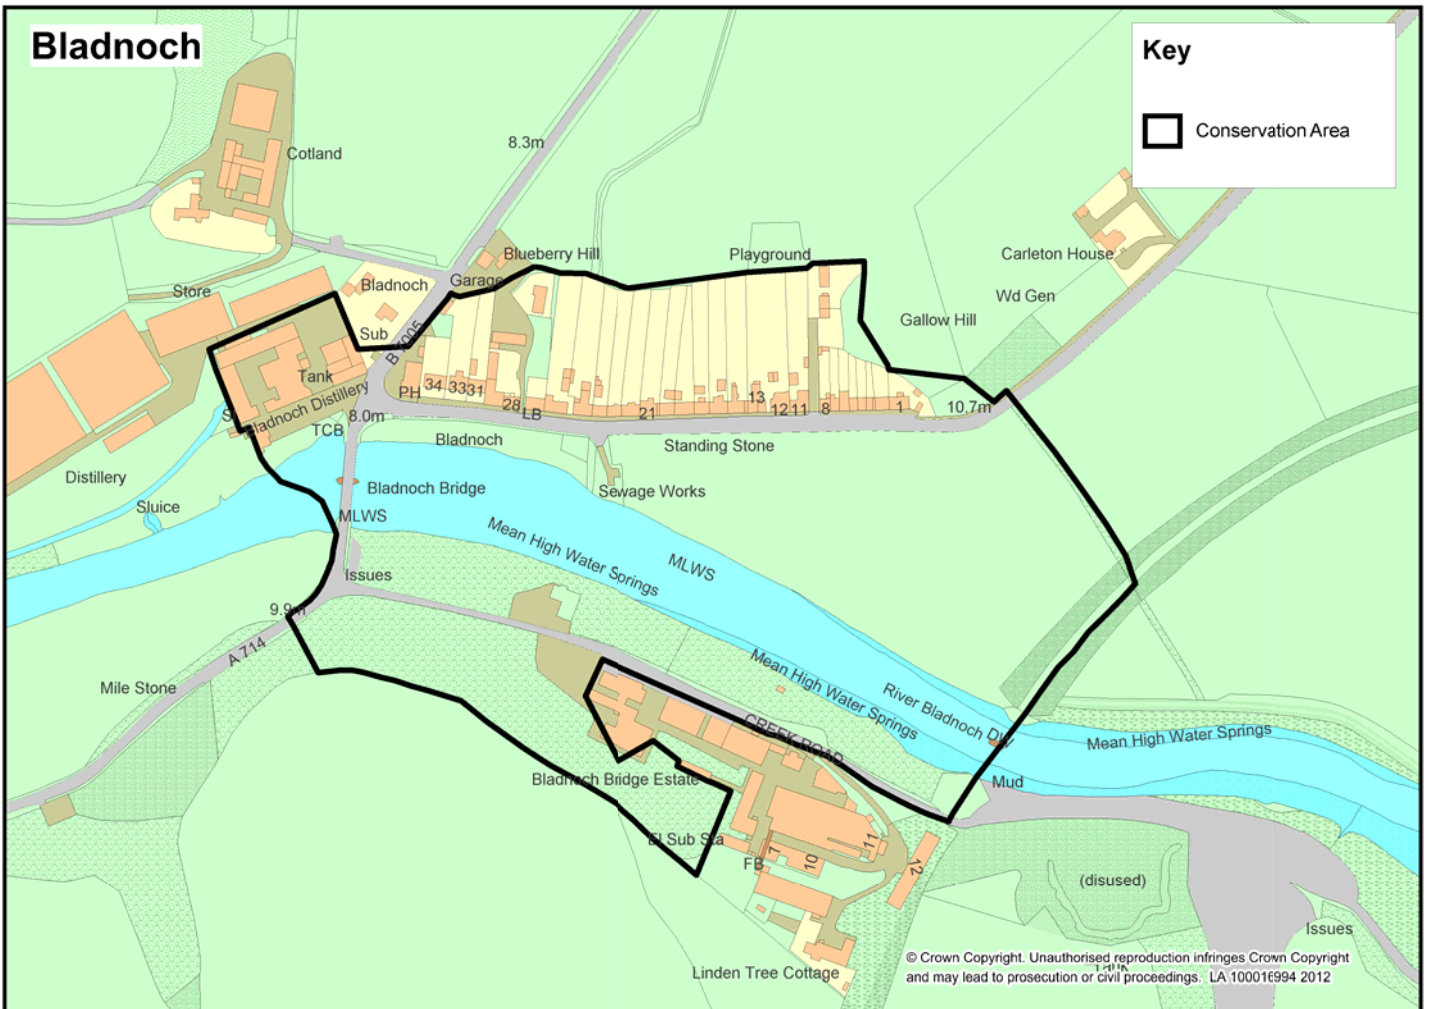 Bladnoch
Key
Conservation Area
8.3m
Cotland
Blueberry Hill
Playground
Carleton House
Garage
Bladnoch
Store
Wd Gen
Gallow Hill
Sub
Tank
PH
34
33
31
28
LB
21
13
12
11
8
1
10.7m
Bladnoch Distillery
8.0m
TCB
Bladnoch
Standing Stone
Distillery
Sluice
Bladnoch Bridge
Sewage Works
MLWS
Mean High Water Springs
MLWS
Issues
9.9m
A 714
Mile Stone
Mean High Water Springs
River Bladnoch DW
Mean High Water Springs
CREEK ROAD
Bladnoch Bridge Estate
Mud
El Sub Sta
FB
7
10
11
12
(disused)
Issues
Linden Tree Cottage
© Crown Copyright. Unauthorised reproduction infringes Crown Copyright
and may lead to prosecution or civil proceedings. LA 100016994 2012